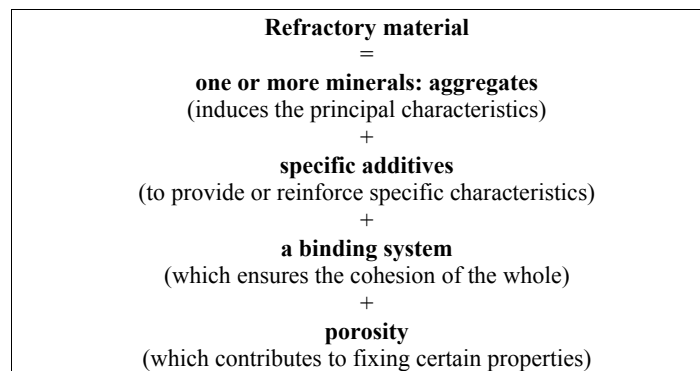 Refractory material
=
one or more minerals: aggregates
(induces the principal characteristics)
+
specific additives
(to provide or reinforce specific characteristics)
+
a binding system
(which ensures the cohesion of the whole)
+
porosity
(which contributes to fixing certain properties)